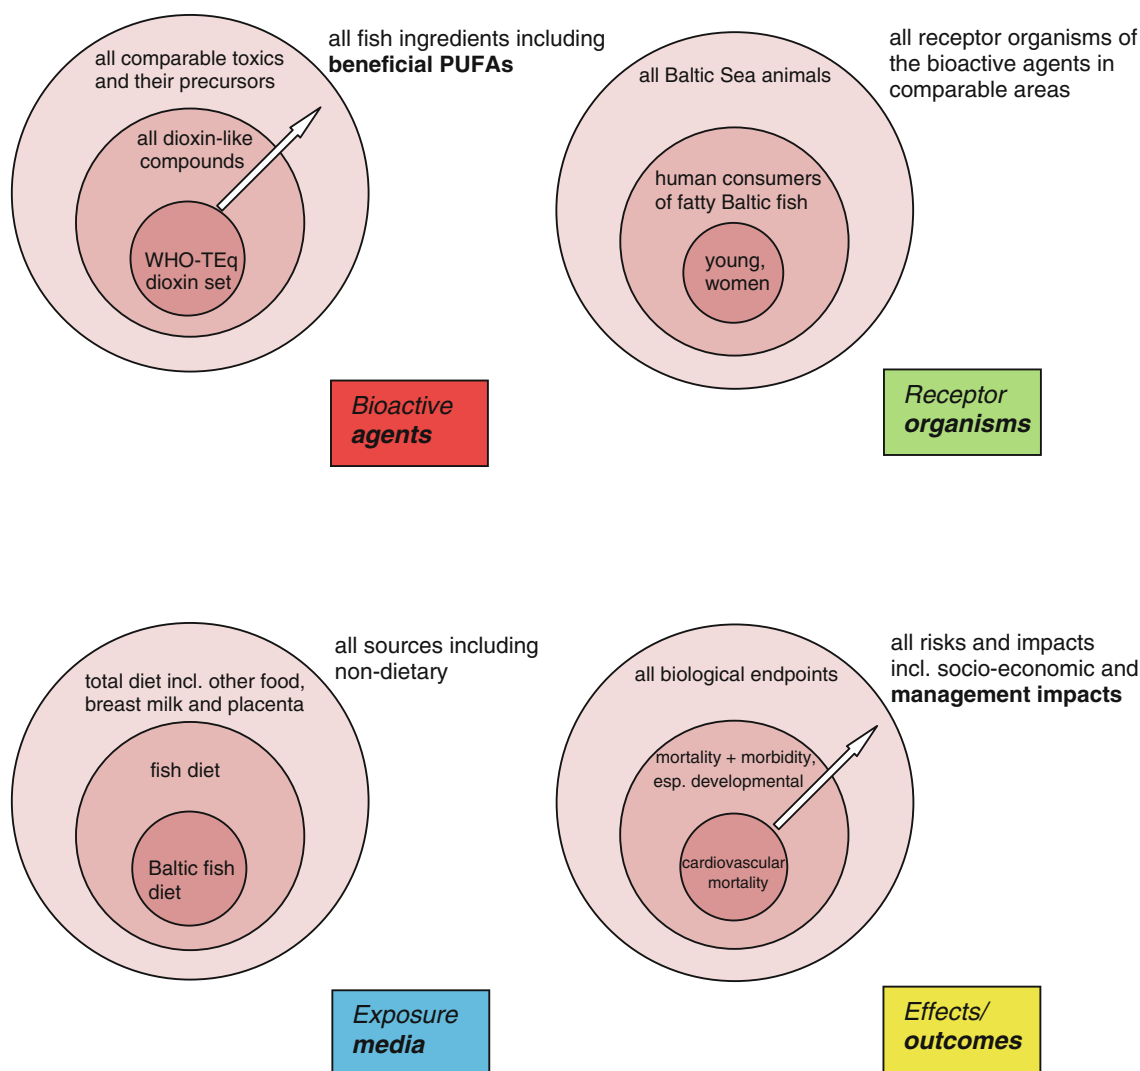 all comparable toxics
and their precursors
all fish ingredients including
beneficial PUFAs
all dioxin-like
compounds
WHO-TEq
dioxin set
Bioactive
agents
all Baltic Sea animals
all receptor organisms of
the bioactive agents in
comparable areas
human consumers
of fatty Baltic fish
young,
women
Receptor
organisms
total diet incl. other food,
breast milk and placenta
all sources including
non-dietary
fish diet
Baltic fish
diet
Exposure
media
all biological endpoints
all risks and impacts
incl. socio-economic and
management impacts
mortality + morbidity,
esp. developmental
cardiovascular
mortality
Effects/
outcomes